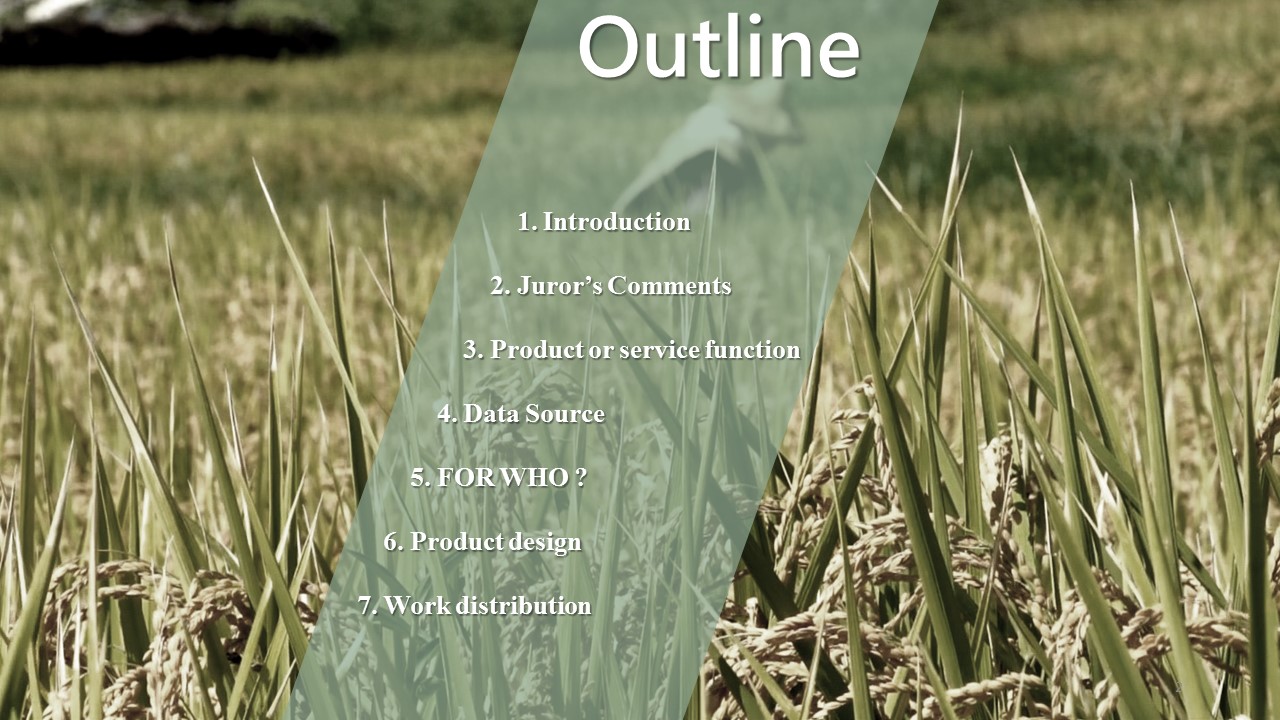 Outline
1. Introduction
2. Juror’s Comments
3. Product or service function
4. Data Source
5. FOR WHO ?
6. Product design
7. Work distribution